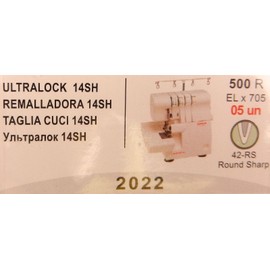 ULTRALOCK 14SH
REMALLADORA 14SH
TAGLIA CUCI 14SH
Ультралок 14SH
500 R
EL x 705
05 un
42-RS
Round Sharp
2022